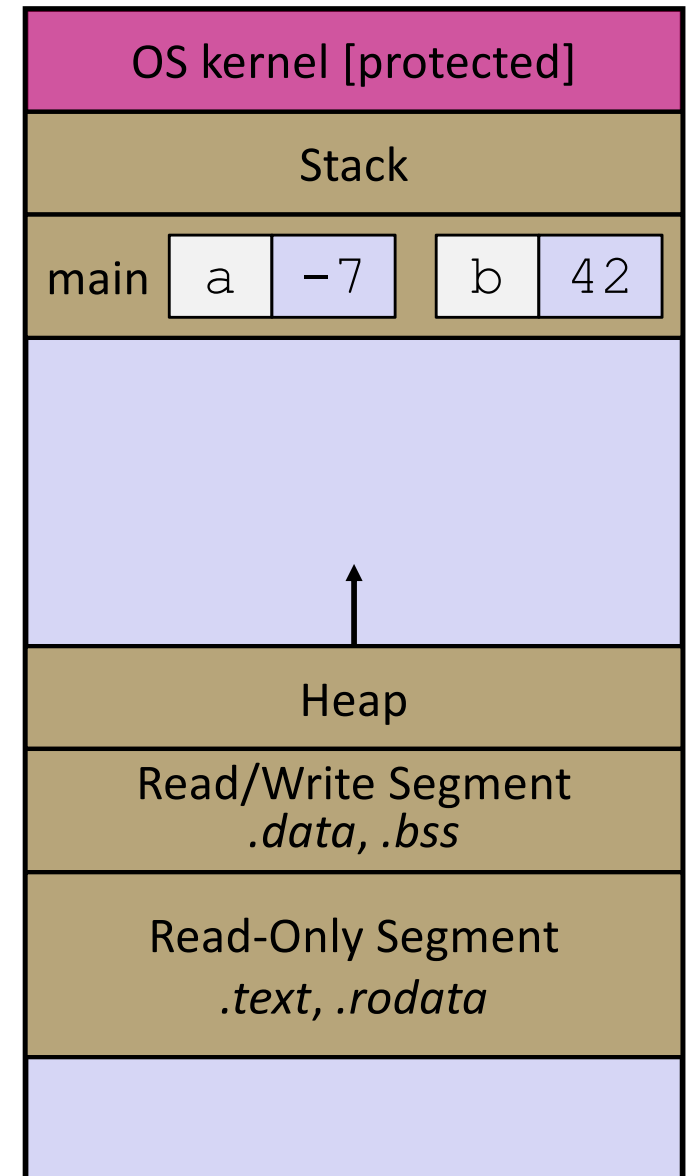 OS kernel [protected]
Stack
main a -7 b 42
Heap
Read/Write Segment
.data, .bss
Read-Only Segment
.text, .rodata